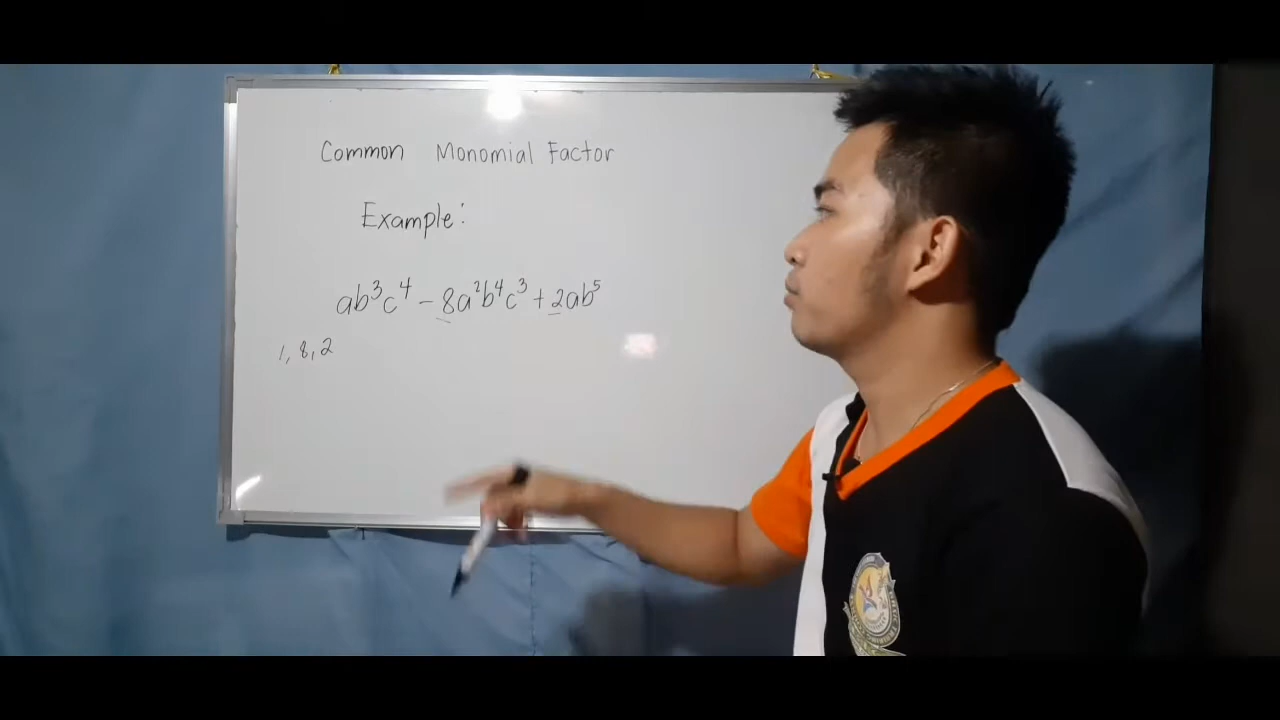 Common Monomial Factor
Example:
ab³c⁴ - 8a²b⁴c³ + 2ab⁵
1, 8, 2